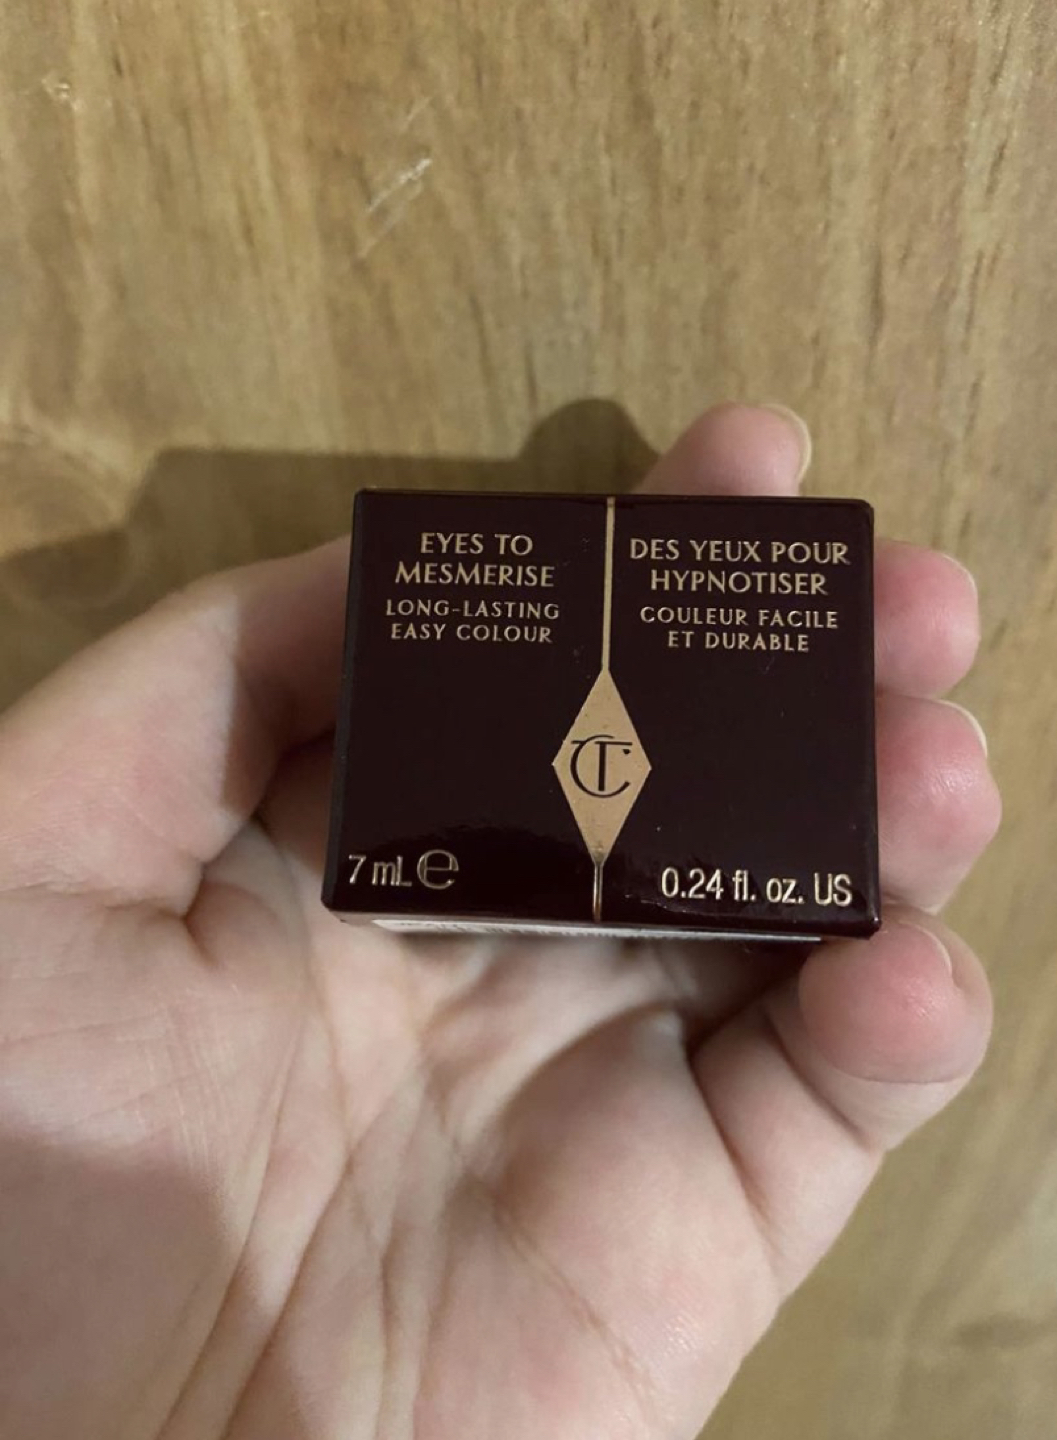 EYES TO
MESMERISE
LONG-LASTING
EASY COLOUR
DES YEUX POUR
HYPNOTISER
COULEUR FACILE
ET DURABLE
CT
7 mL ℮
0.24 fl. oz. US